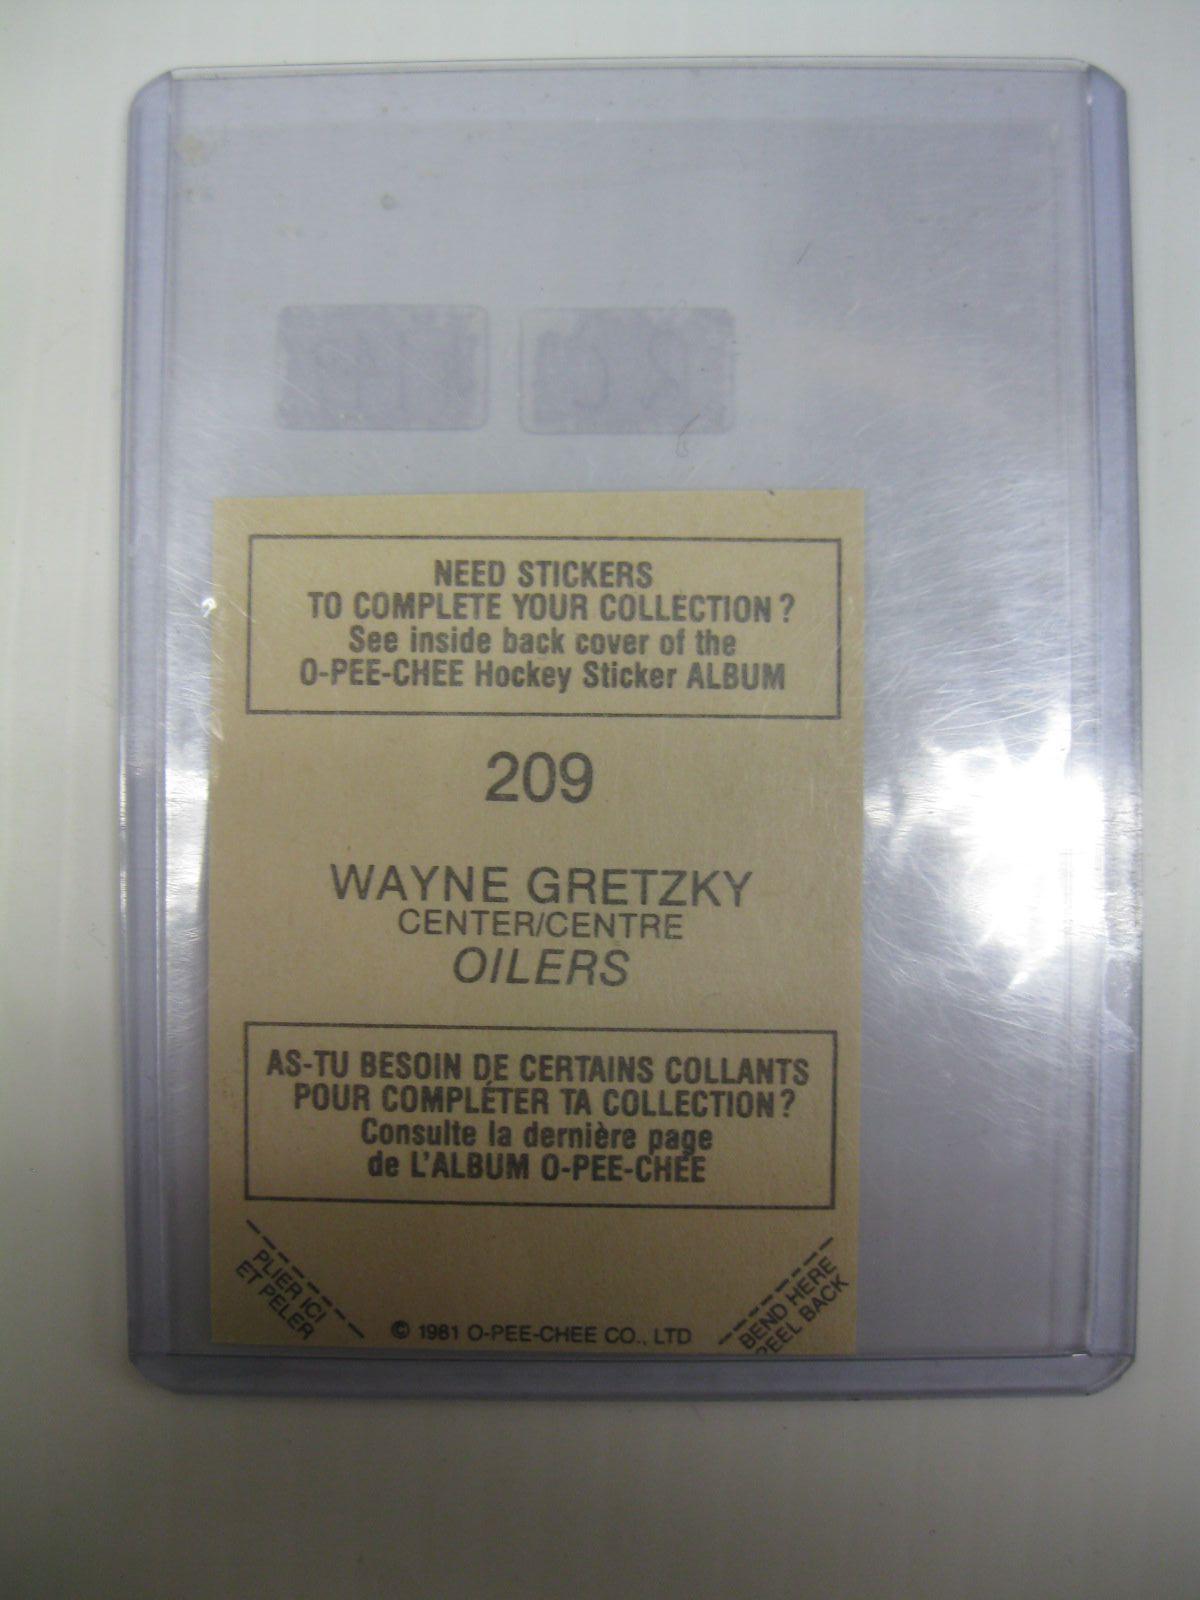 NEED STICKERS
TO COMPLETE YOUR COLLECTION ?
See inside back cover of the
O-PEE-CHEE Hockey Sticker ALBUM
209
WAYNE GRETZKY
CENTER/CENTRE
OILERS
AS-TU BESOIN DE CERTAINS COLLANTS
POUR COMPLÉTER TA COLLECTION ?
Consulte la dernière page
de L'ALBUM O-PEE-CHÉE
PLIER ICI
ET PELER
© 1981 O-PEE-CHEE CO., LTD
BEND HERE
PEEL BACK